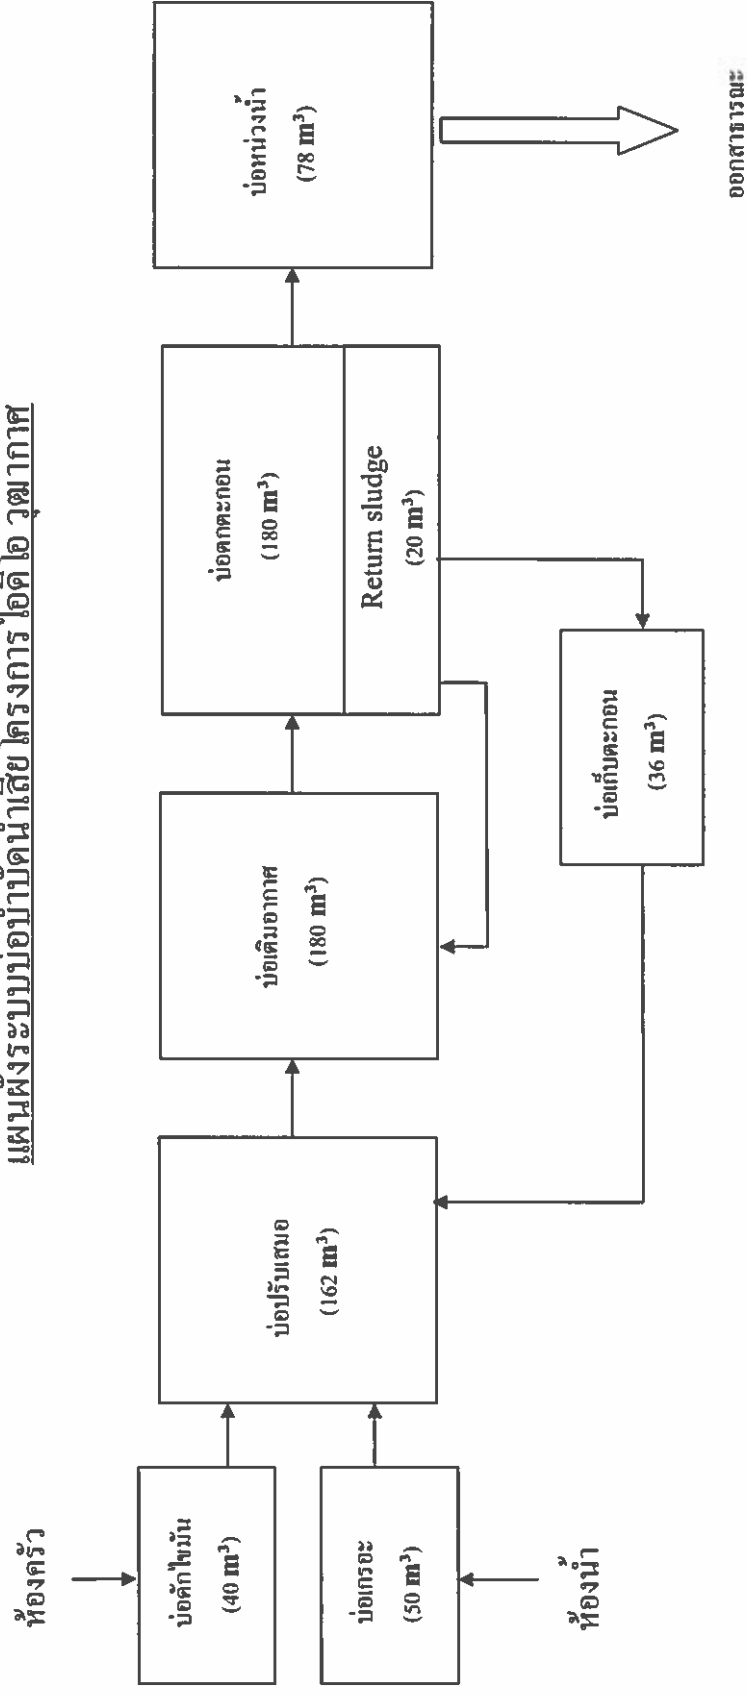 แผนผังระบบบ่อบำบัดน้ำเสีย โครงการ ไอดีโอ วุฒากาศ
ห้องครัว
บ่อดักไขมัน
(40 m³)
บ่อเกรอะ
(50 m³)
ห้องน้ำ
บ่อปรับเสมอ
(162 m³)
บ่อเติมอากาศ
(180 m³)
บ่อตกตะกอน
(180 m³)
Return sludge
(20 m³)
บ่อเก็บตะกอน
(36 m³)
บ่อหน่วงน้ำ
(78 m³)
ออกสาธารณะ